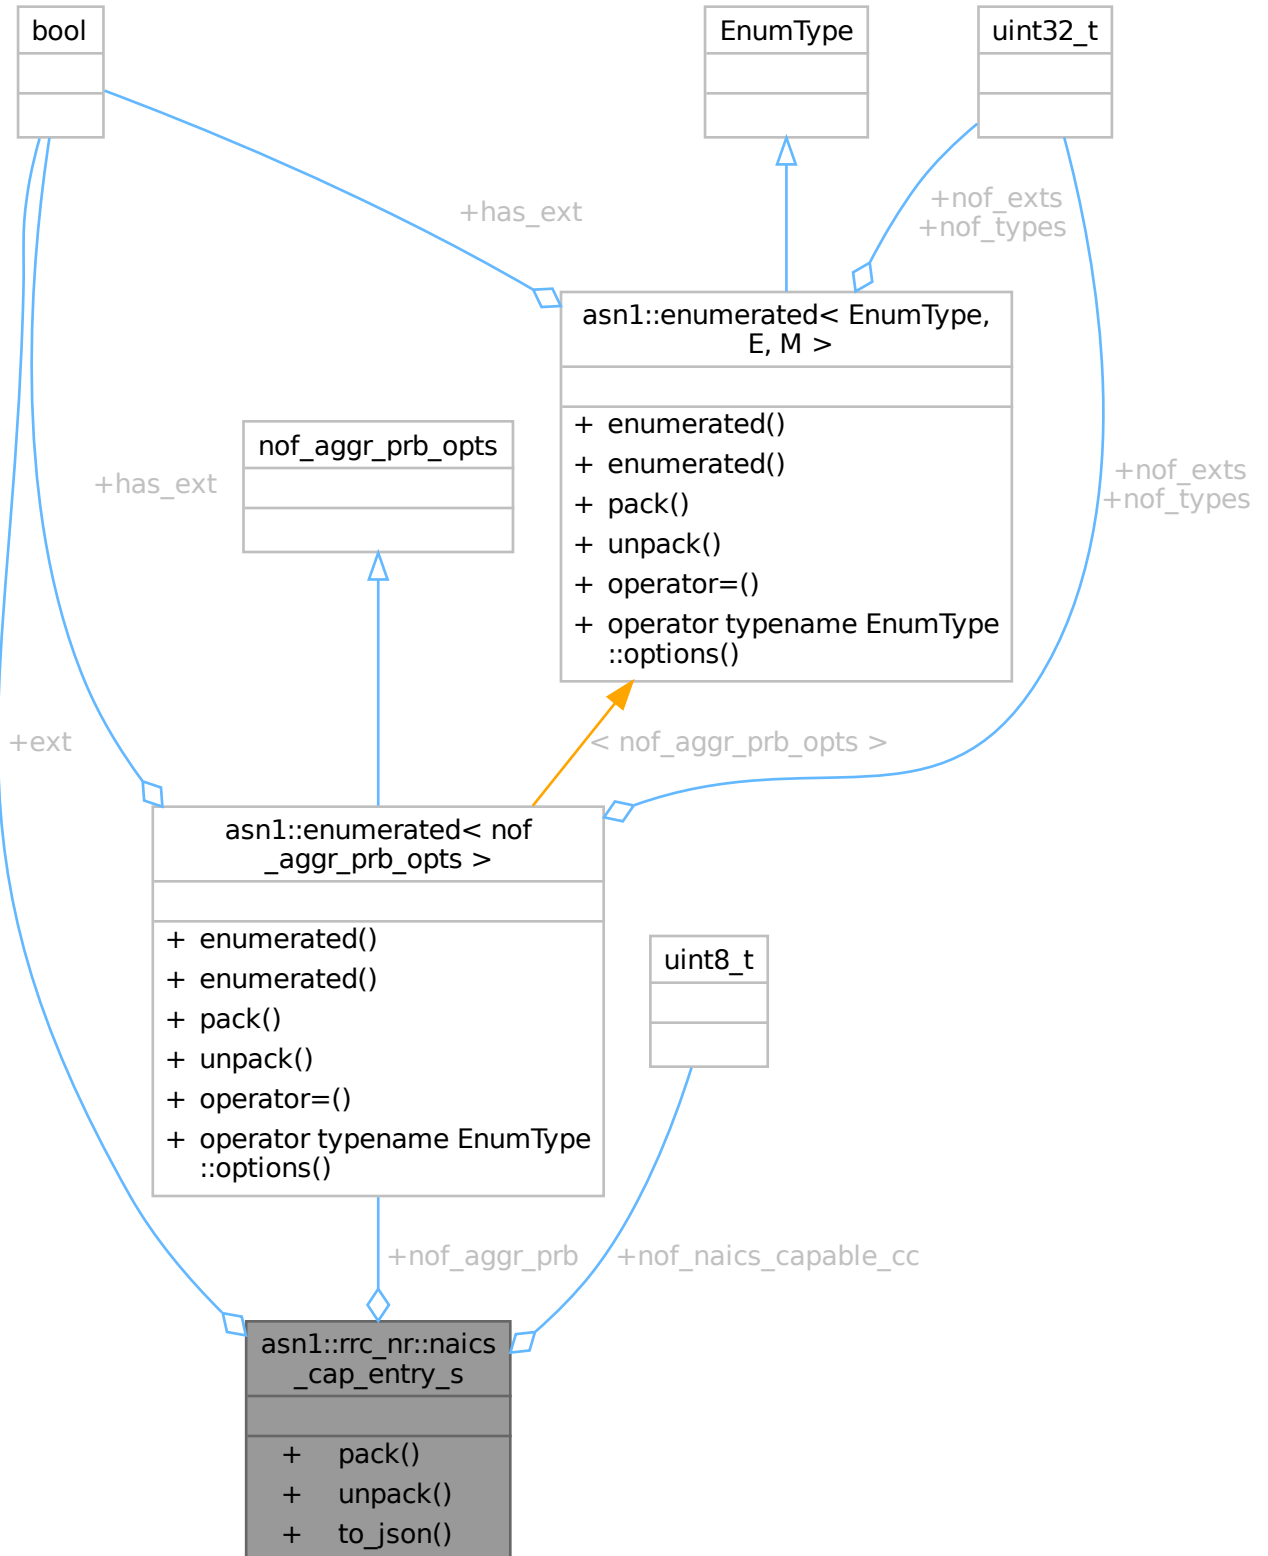 bool
EnumType
uint32_t
+has_ext
+nof_exts
+nof_types
asn1::enumerated< EnumType,
E, M >
+ enumerated()
+ enumerated()
+ pack()
+ unpack()
+ operator=()
+ operator typename EnumType
::options()
nof_aggr_prb_opts
+has_ext
+nof_exts
+nof_types
+ext
< nof_aggr_prb_opts >
asn1::enumerated< nof
_aggr_prb_opts >
+ enumerated()
+ enumerated()
+ pack()
+ unpack()
+ operator=()
+ operator typename EnumType
::options()
uint8_t
+nof_aggr_prb
+nof_naics_capable_cc
asn1::rrc_nr::naics
_cap_entry_s
+ pack()
+ unpack()
+ to_json()